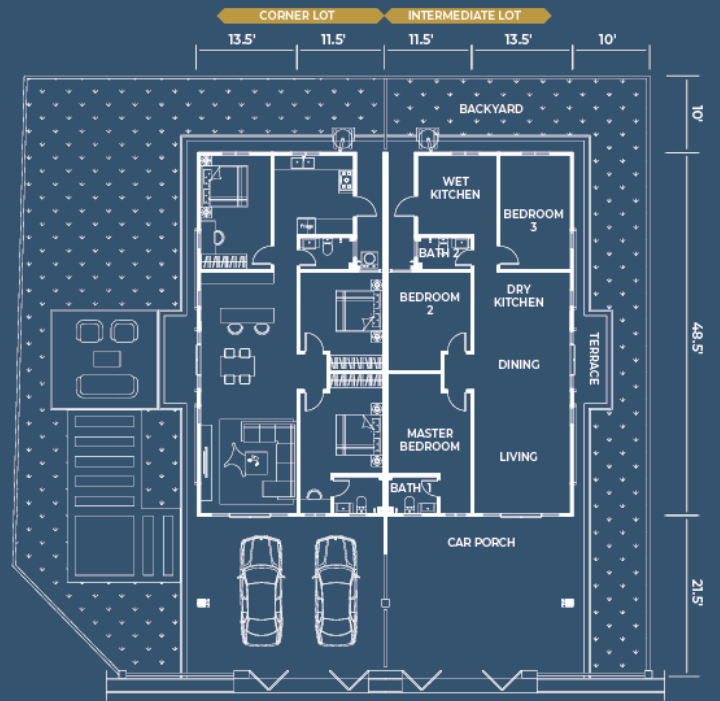 CORNER LOT
INTERMEDIATE LOT
13.5'
11.5'
11.5'
13.5'
10'
BACKYARD
10'
WET
KITCHEN
BEDROOM
3
BATH 2
BEDROOM
2
DRY
KITCHEN
DINING
TERRACE
48.5'
MASTER
BEDROOM
LIVING
BATH 1
CAR PORCH
21.5'